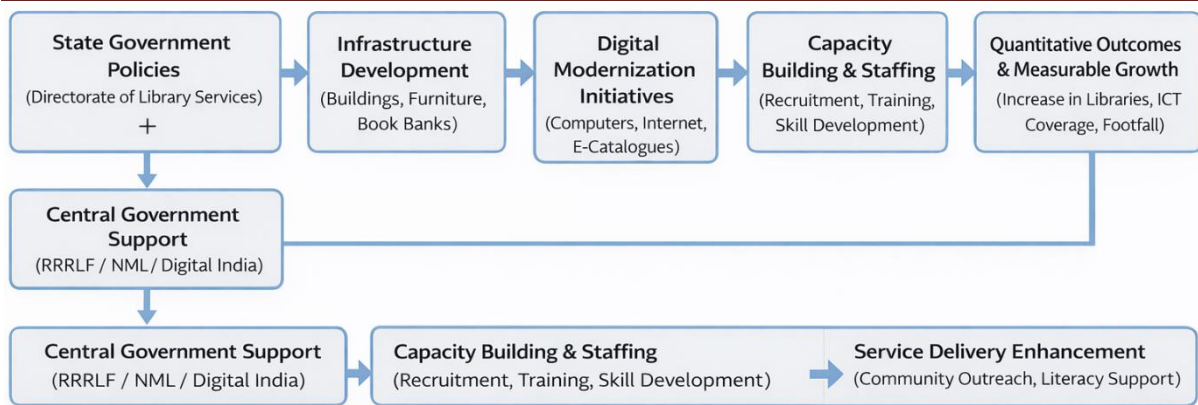 State Government
Policies
(Directorate of Library Services)
+
Infrastructure
Development
(Buildings, Furniture,
Book Banks)
Digital
Modernization
Initiatives
(Computers, Internet,
E-Catalogues)
Capacity
Building & Staffing
(Recruitment, Training,
Skill Development)
Quantitative Outcomes
& Measurable Growth
(Increase in Libraries, ICT
Coverage, Footfall)
Central Government
Support
(RRRLF / NML/ Digital India)
Central Government Support
(RRRLF / NML / Digital India)
Capacity Building & Staffing
(Recruitment, Training, Skill Development)
Service Delivery Enhancement
(Community Outreach, Literacy Support)